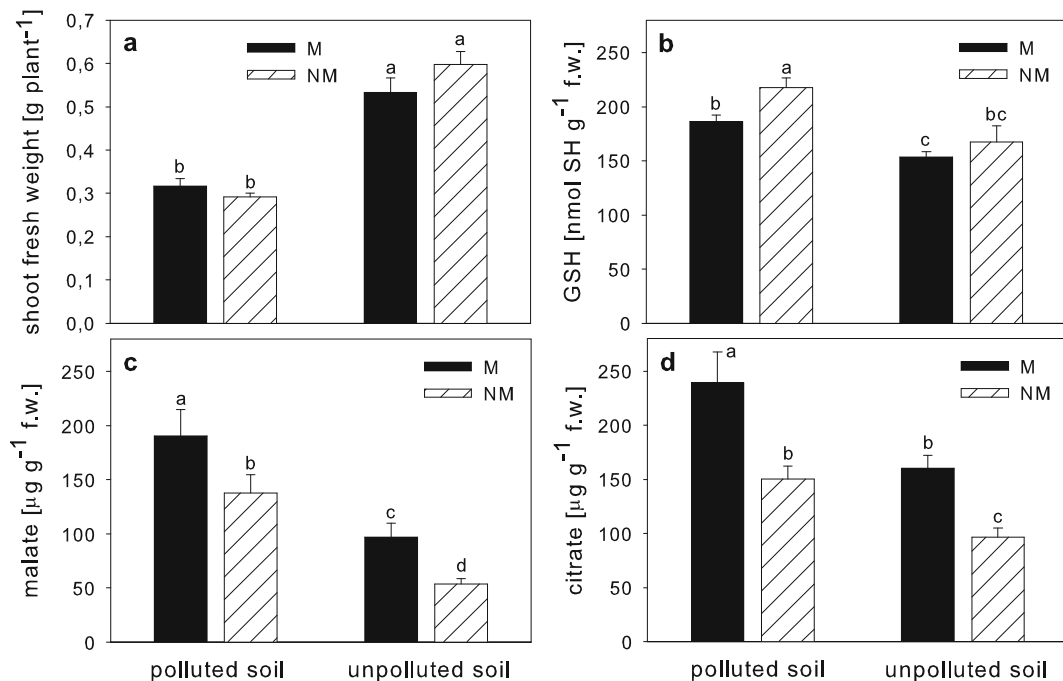 a
M
NM
shoot fresh weight [g plant⁻¹]
0,7
0,6
0,5
0,4
0,3
0,2
0,1
0,0
b
b
a
a
b
M
NM
GSH [nmol SH g⁻¹ f.w.]
250
200
150
100
50
0
b
a
c
bc
c
M
NM
malate [µg g⁻¹ f.w.]
250
200
150
100
50
0
a
b
c
d
polluted soil unpolluted soil
d
M
NM
citrate [µg g⁻¹ f.w.]
250
200
150
100
50
0
a
b
b
c
polluted soil unpolluted soil